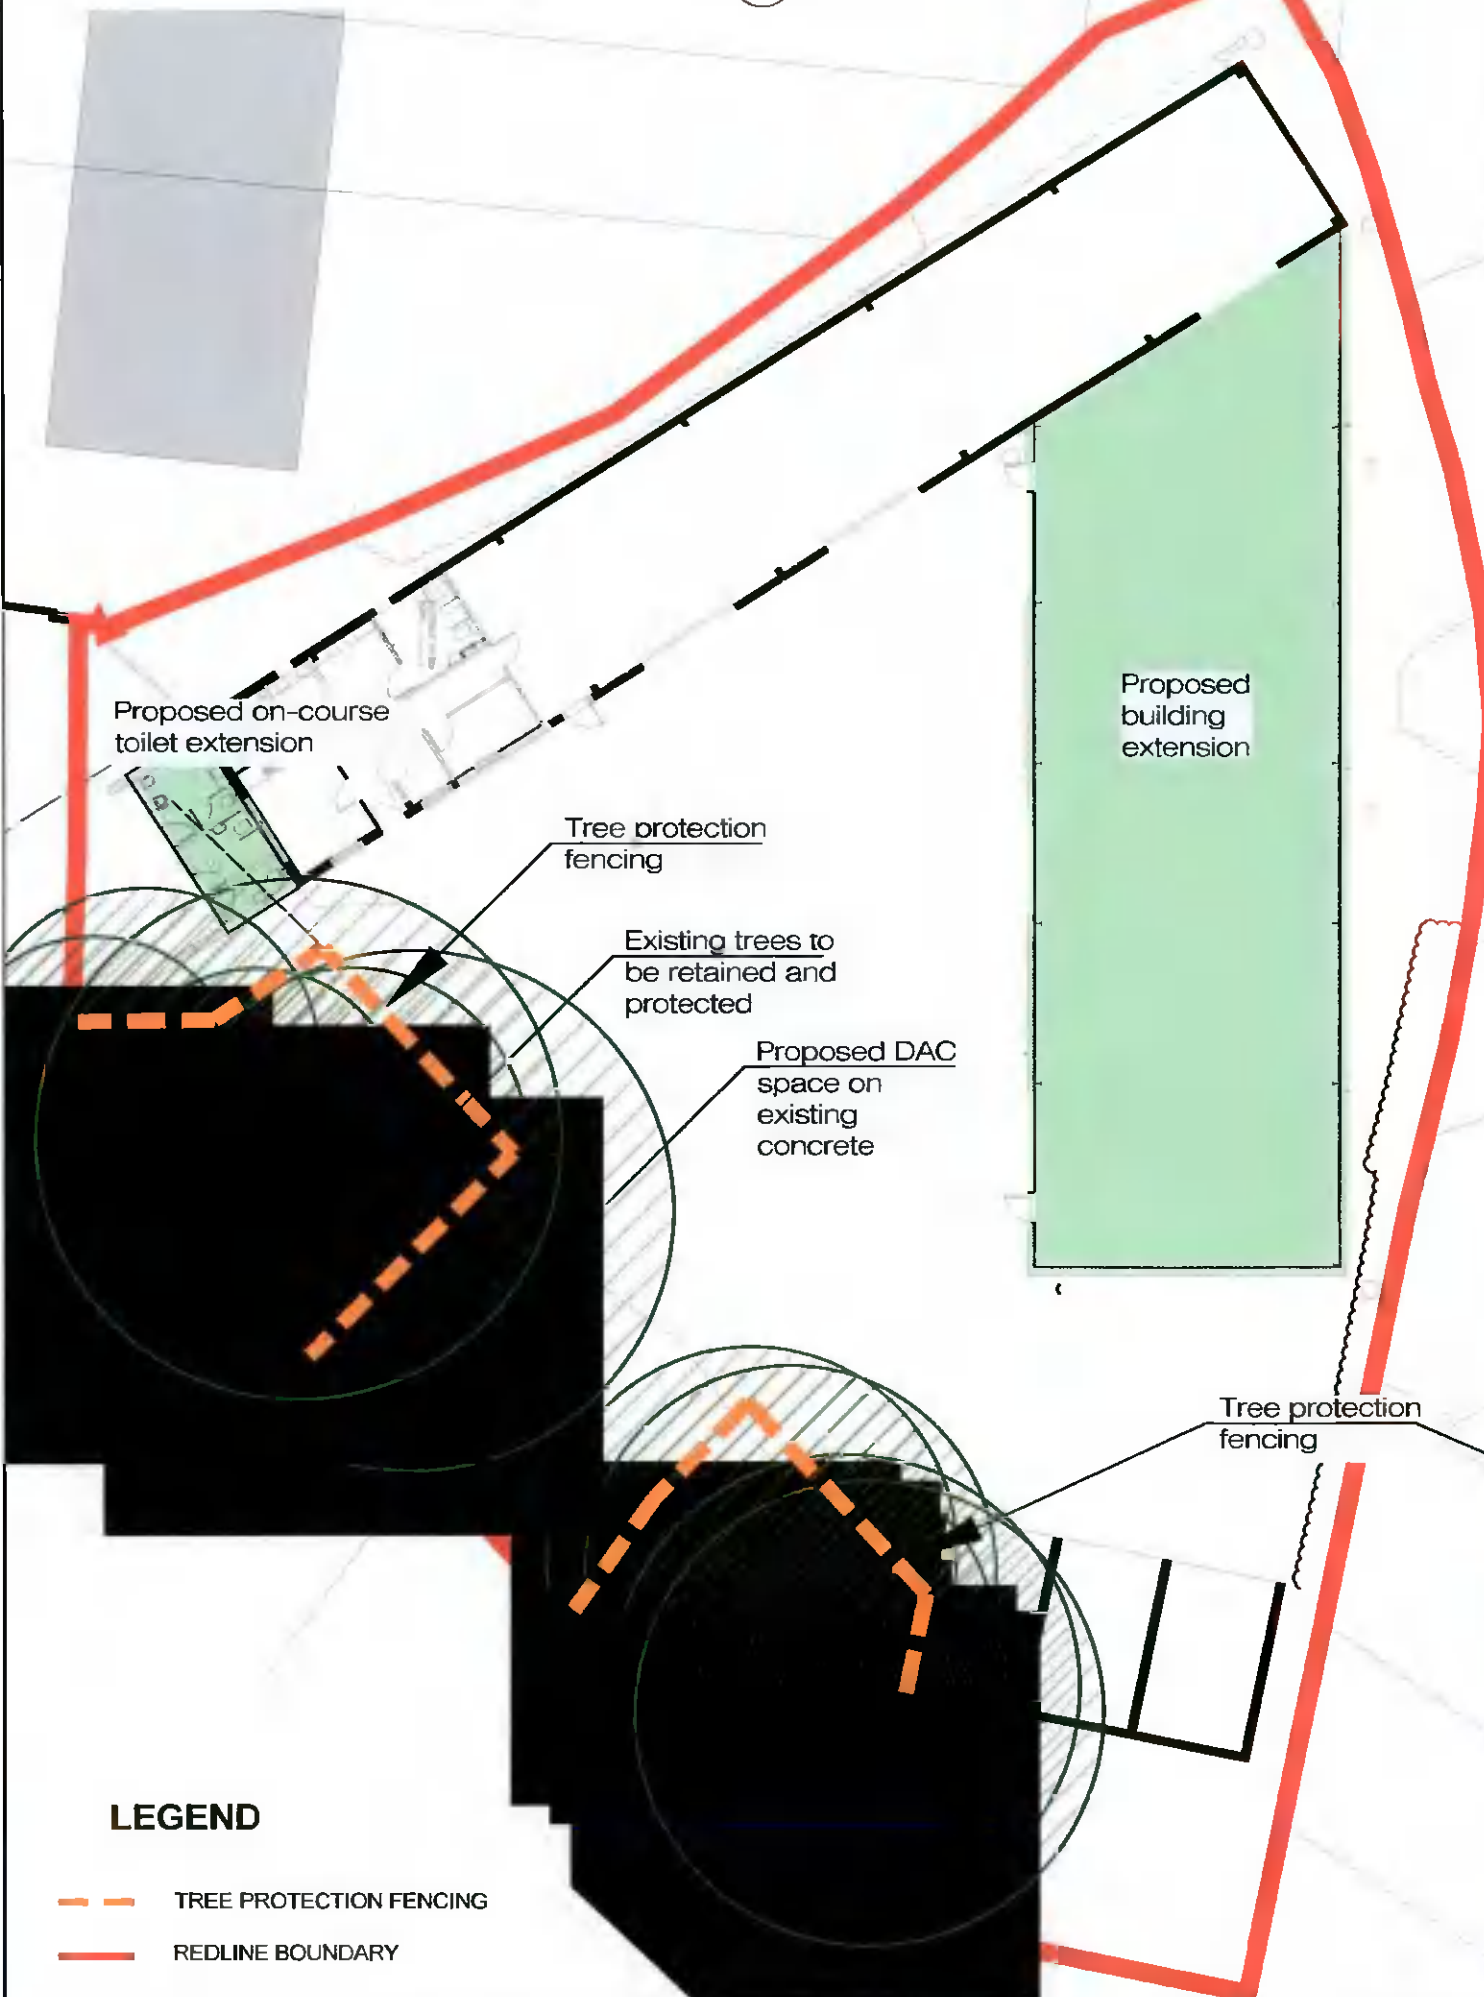 Proposed on-course
toilet extension
Proposed
building
extension
Tree protection
fencing
Existing trees to
be retained and
protected
Proposed DAC
space on
existing
concrete
Tree protection
fencing
LEGEND
TREE PROTECTION FENCING
REDLINE BOUNDARY